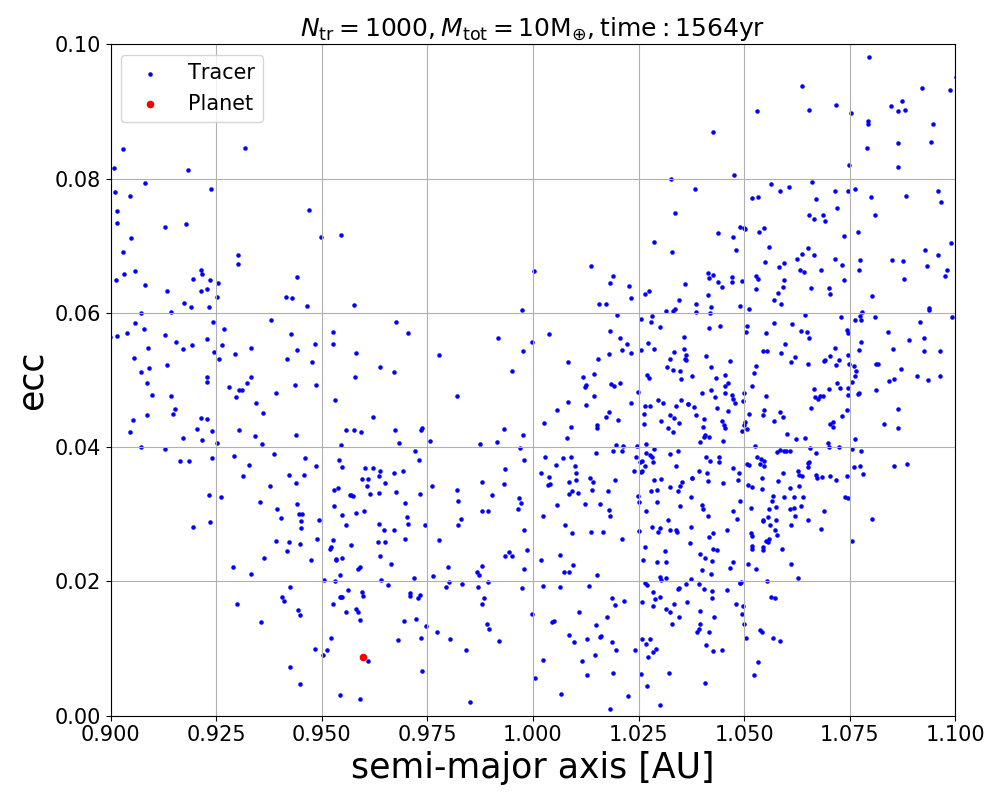 N_tr = 1000, M_tot = 10M_⊕, time : 1564yr
Tracer
Planet
0.10
0.08
0.06
0.04
0.02
0.00
ecc
0.900 0.925 0.950 0.975 1.000 1.025 1.050 1.075 1.100
semi-major axis [AU]